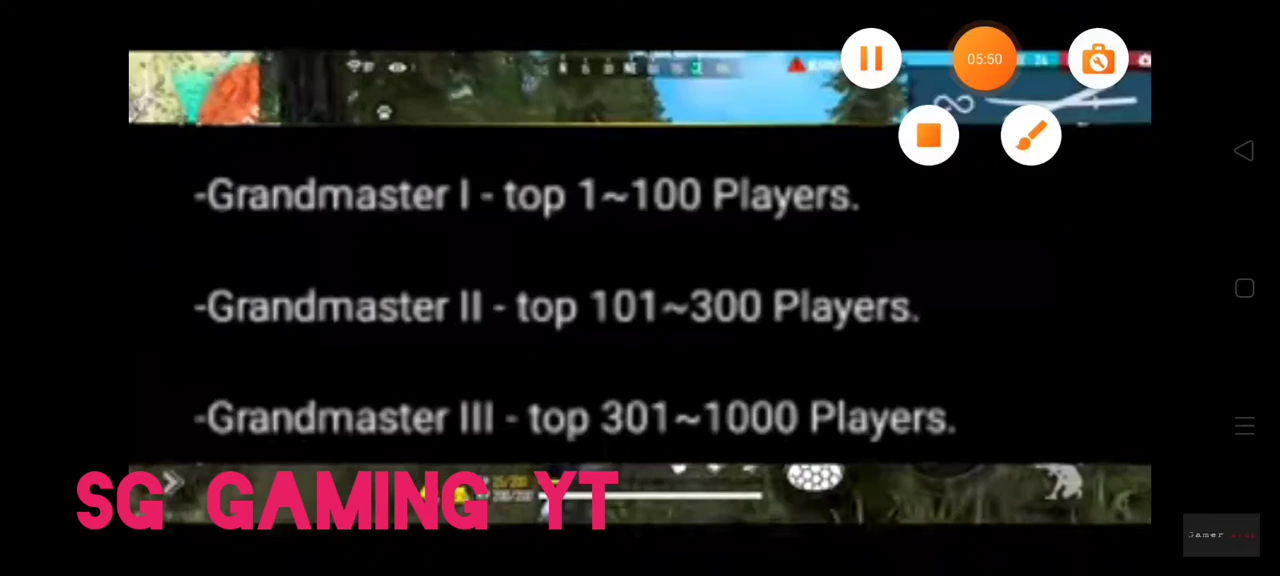 05:50
-Grandmaster I - top 1~100 Players.
-Grandmaster II - top 101~300 Players.
-Grandmaster III - top 301~1000 Players.
SG GAMING YT
Gamer